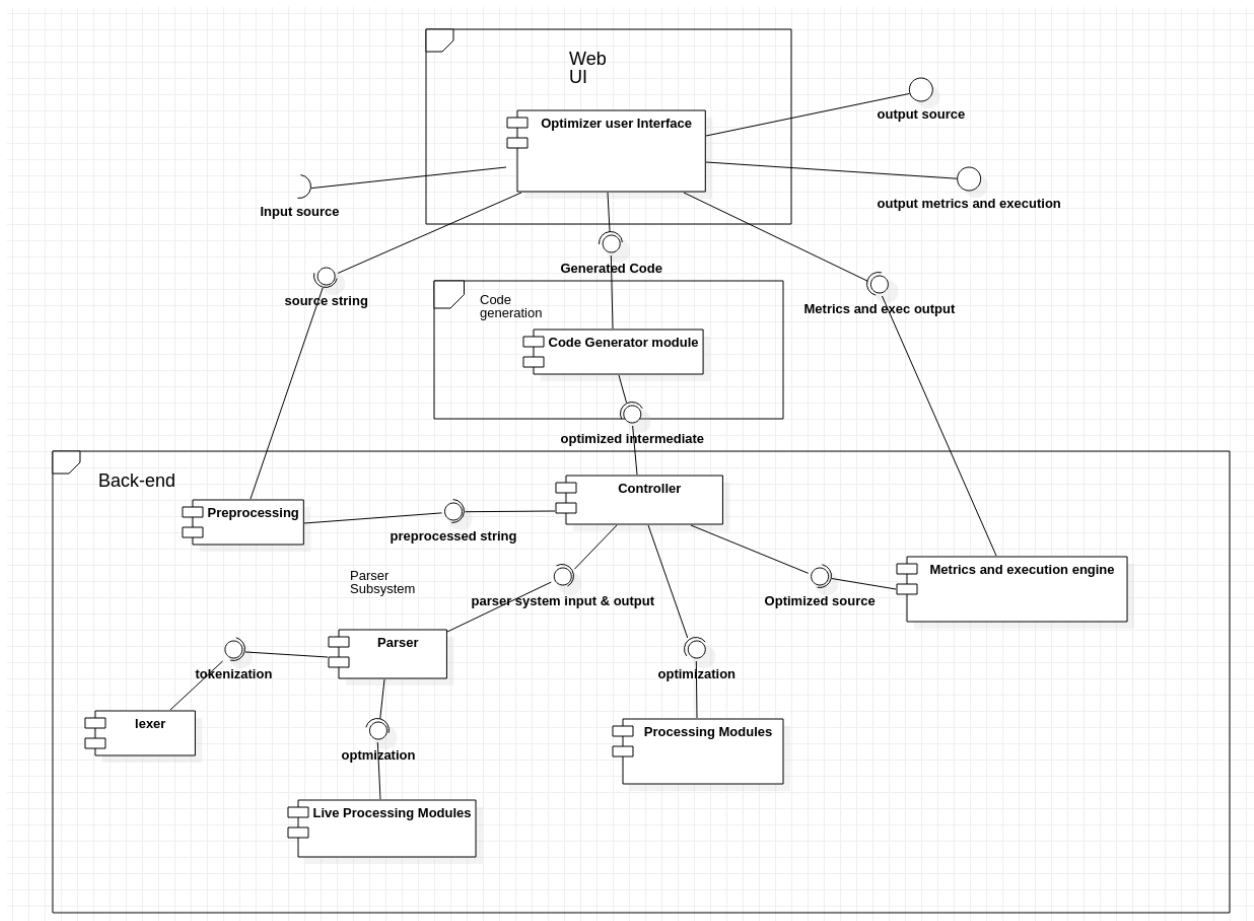 Web
UI
Optimizer user Interface
output source
output metrics and execution
Input source
Generated Code
source string
Metrics and exec output
Code
generation
Code Generator module
optimized intermediate
Back-end
Controller
Preprocessing
preprocessed string
Metrics and execution engine
Parser
Subsystem
parser system input & output
Optimized source
Parser
tokenization
optimization
lexer
Processing Modules
optmization
Live Processing Modules